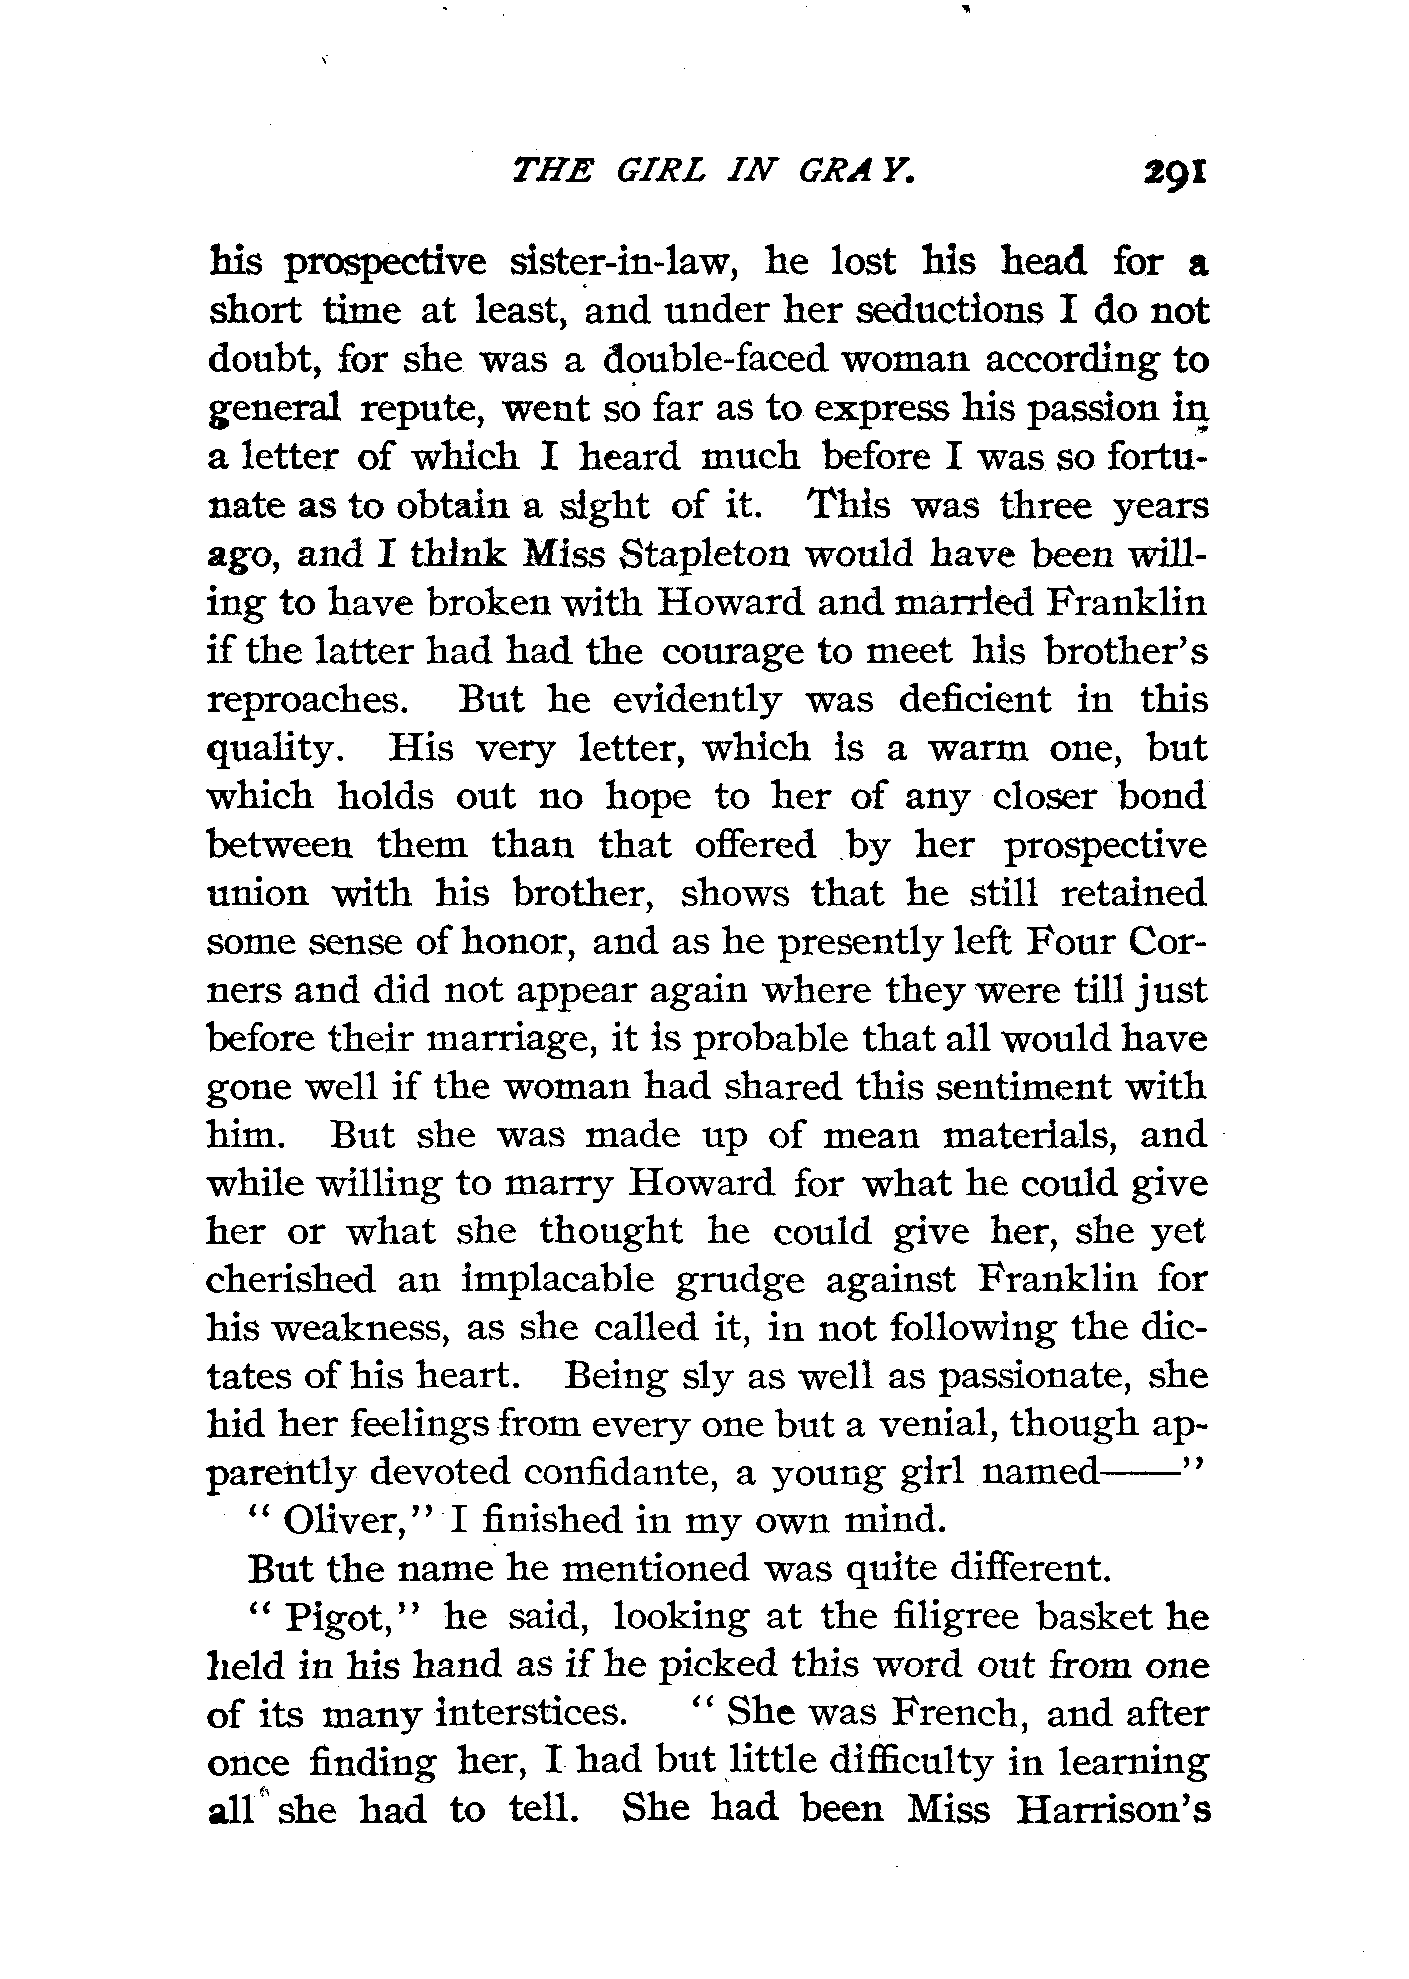 THE GIRL IN GRAY. 291
his prospective sister-in-law, he lost his head for a
short time at least, and under her seductions I do not
doubt, for she was a double-faced woman according to
general repute, went so far as to express his passion in
a letter of which I heard much before I was so fortu-
nate as to obtain a sight of it. This was three years
ago, and I think Miss Stapleton would have been will-
ing to have broken with Howard and married Franklin
if the latter had had the courage to meet his brother's
reproaches. But he evidently was deficient in this
quality. His very letter, which is a warm one, but
which holds out no hope to her of any closer bond
between them than that offered by her prospective
union with his brother, shows that he still retained
some sense of honor, and as he presently left Four Cor-
ners and did not appear again where they were till just
before their marriage, it is probable that all would have
gone well if the woman had shared this sentiment with
him. But she was made up of mean materials, and
while willing to marry Howard for what he could give
her or what she thought he could give her, she yet
cherished an implacable grudge against Franklin for
his weakness, as she called it, in not following the dic-
tates of his heart. Being sly as well as passionate, she
hid her feelings from every one but a venial, though ap-
parently devoted confidante, a young girl named——"
"Oliver," I finished in my own mind.
But the name he mentioned was quite different.
"Pigot," he said, looking at the filigree basket he
held in his hand as if he picked this word out from one
of its many interstices. "She was French, and after
once finding her, I had but little difficulty in learning
all she had to tell. She had been Miss Harrison's